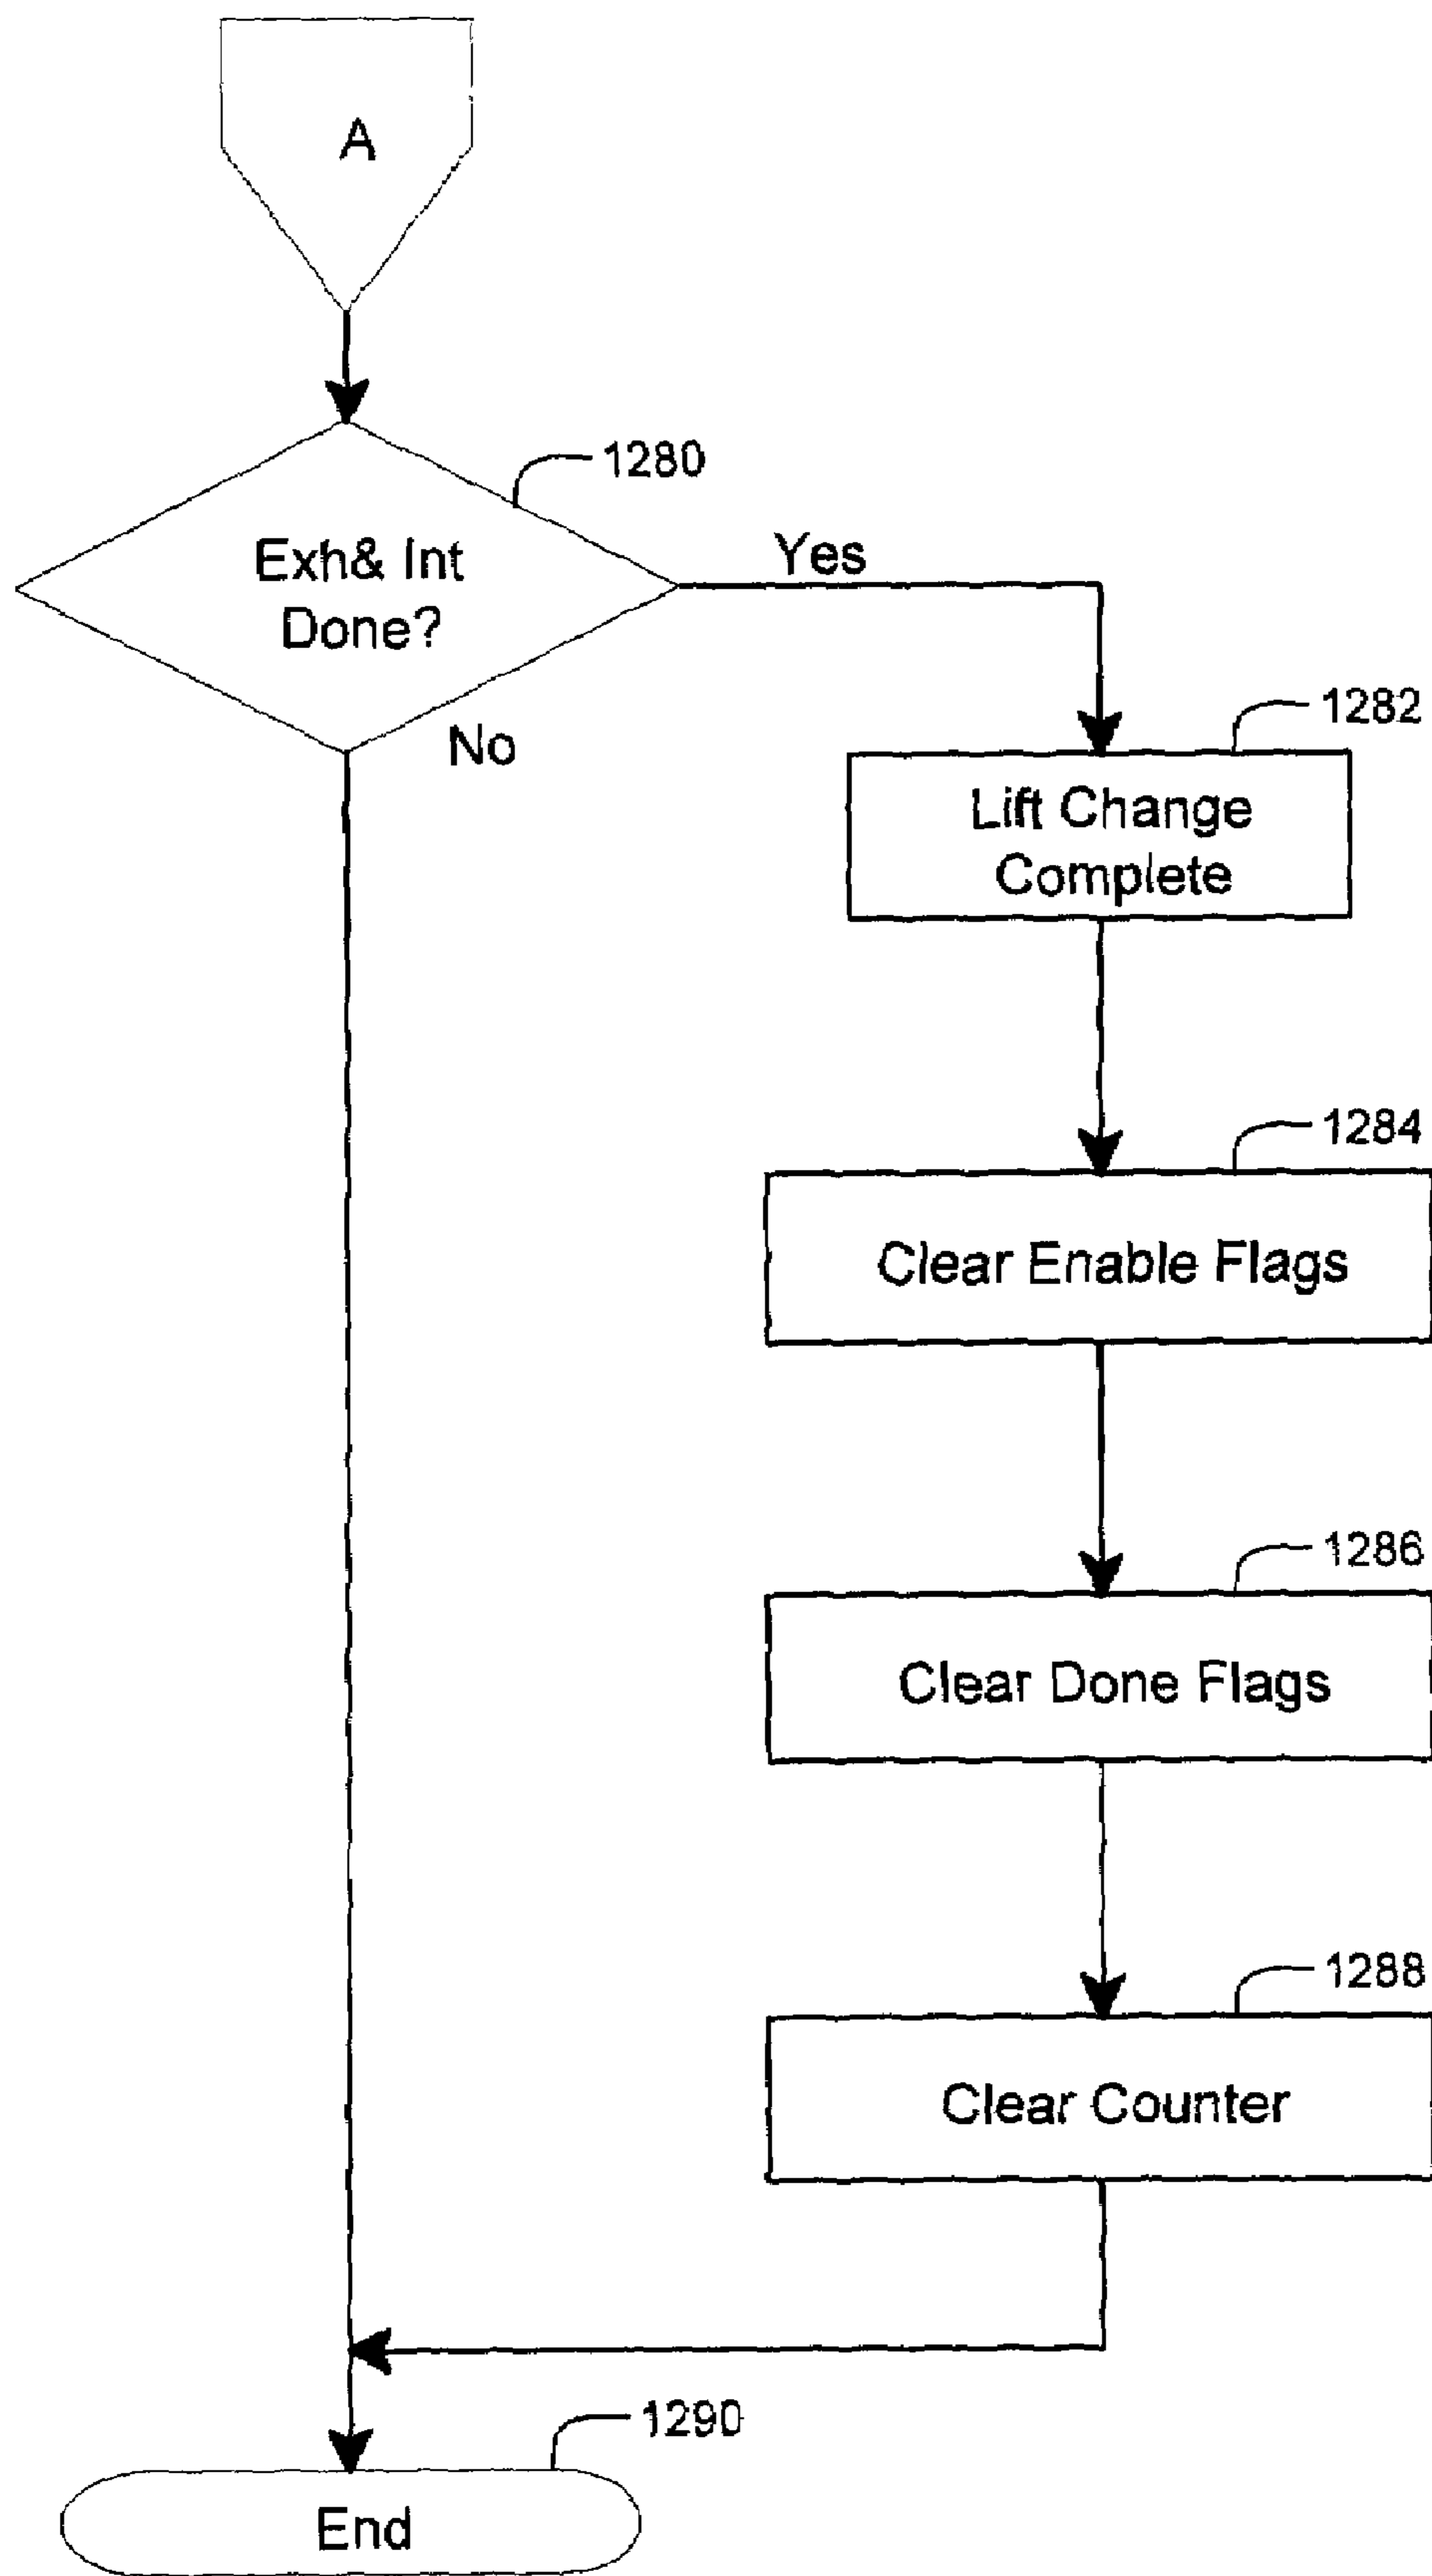 A
1280
Exh& Int
Done?
Yes
No
1282
Lift Change
Complete
1284
Clear Enable Flags
1286
Clear Done Flags
1288
Clear Counter
1290
End